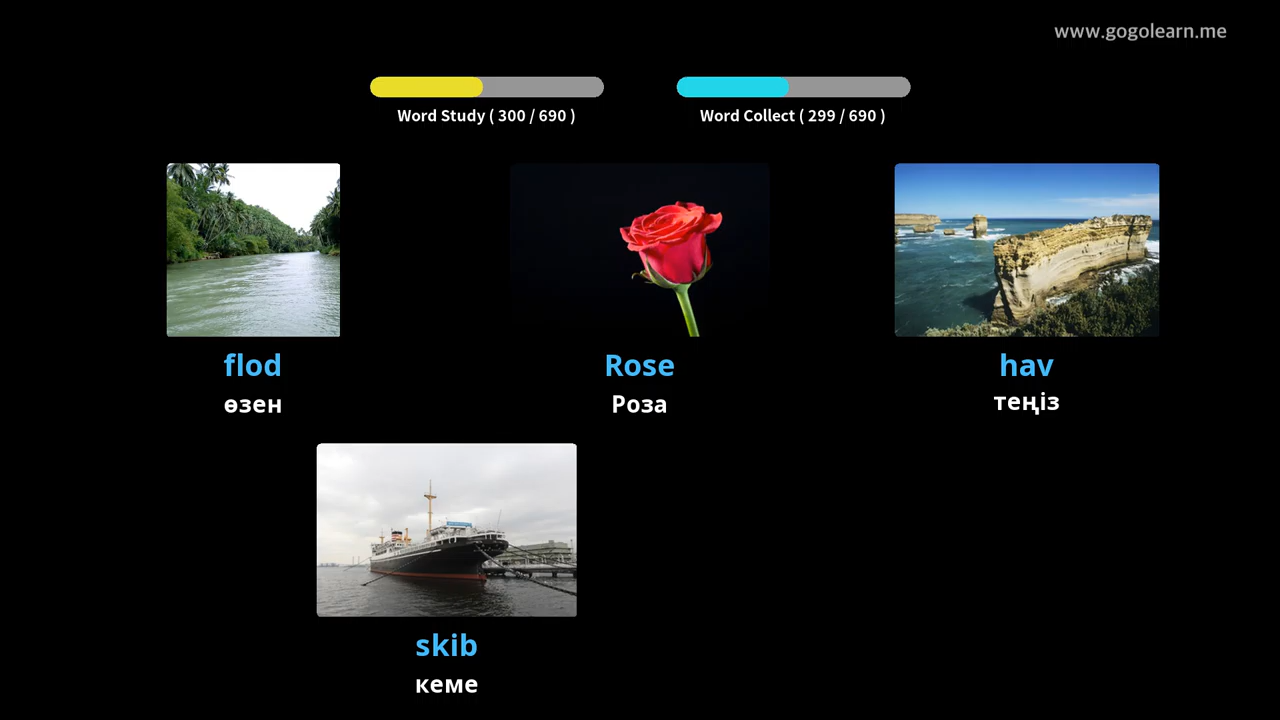 www.gogolearn.me
Word Study ( 300 / 690 )
Word Collect ( 299 / 690 )
flod
өзен
Rose
Роза
hav
теңіз
skib
кеме